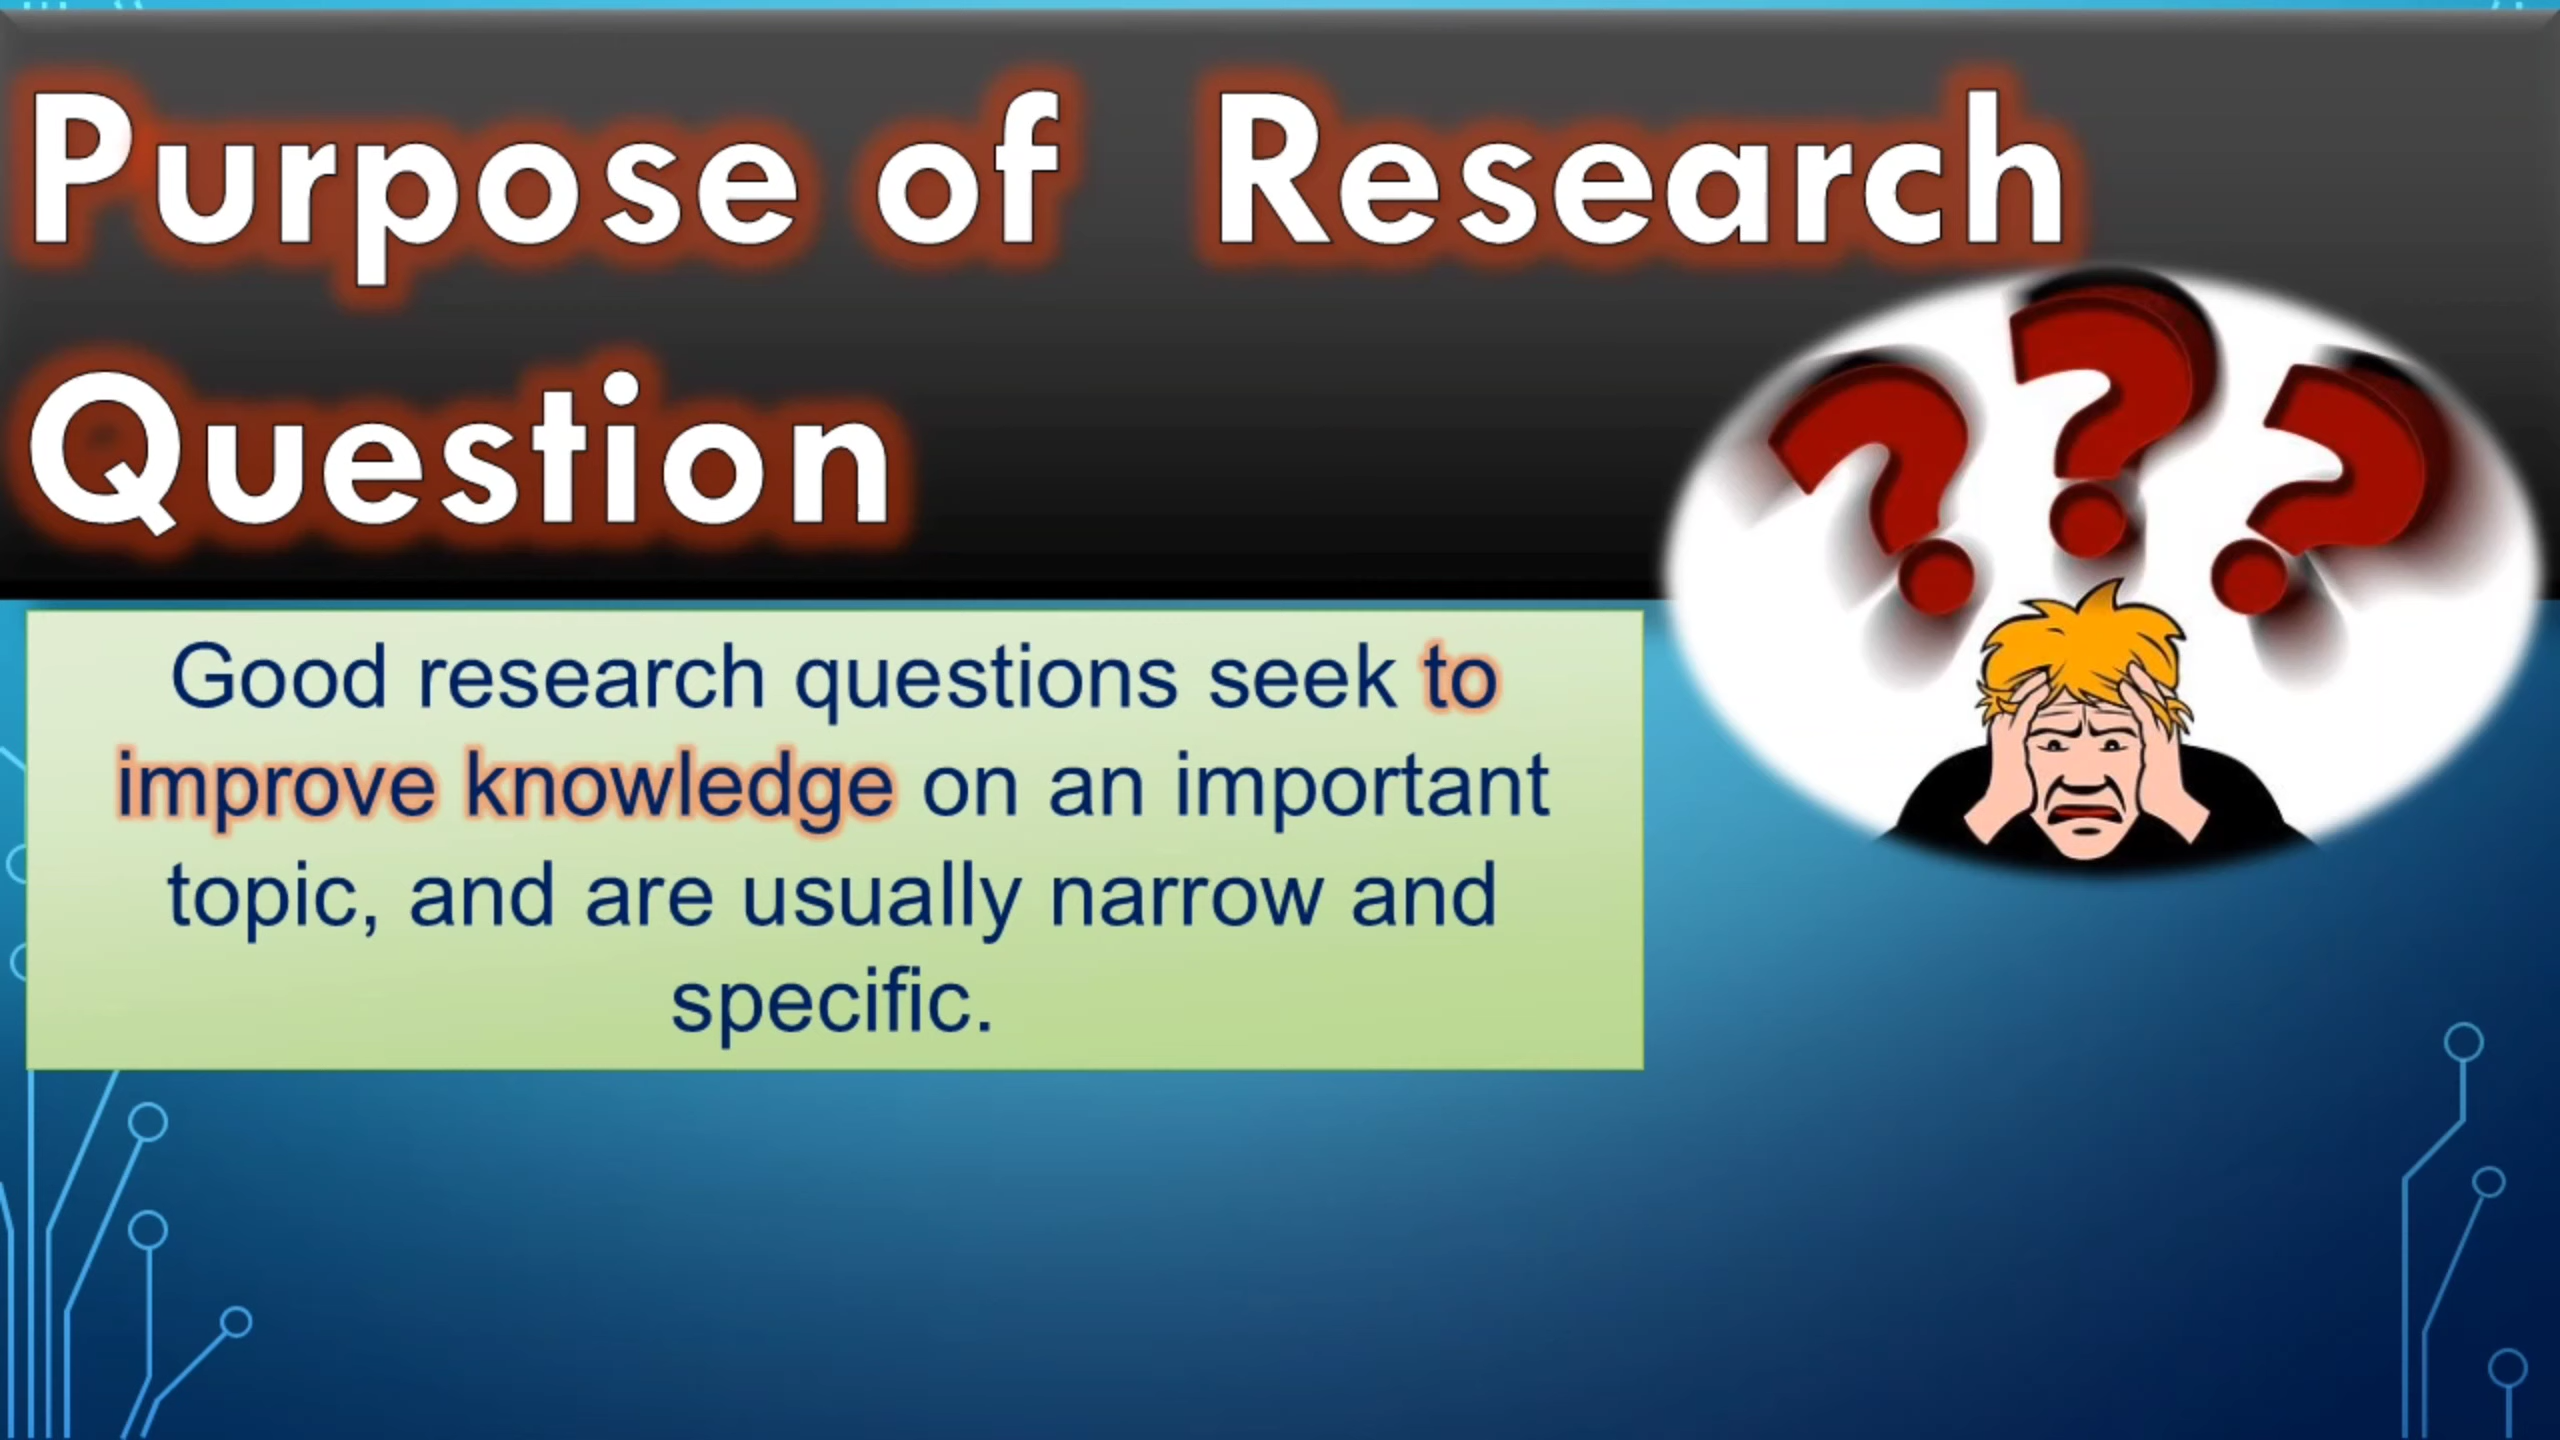 Purpose of Research
Question
Good research questions seek to
improve knowledge on an important
topic, and are usually narrow and
specific.